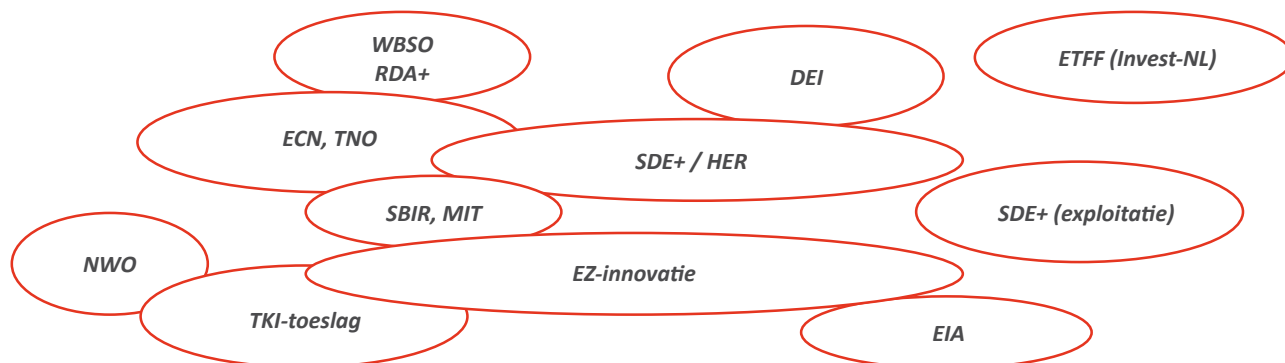 WBSO
RDA+
DEI
ETFF (Invest-NL)
ECN, TNO
SDE+ / HER
SBIR, MIT
SDE+ (exploitatie)
NWO
EZ-innovatie
TKI-toeslag
EIA